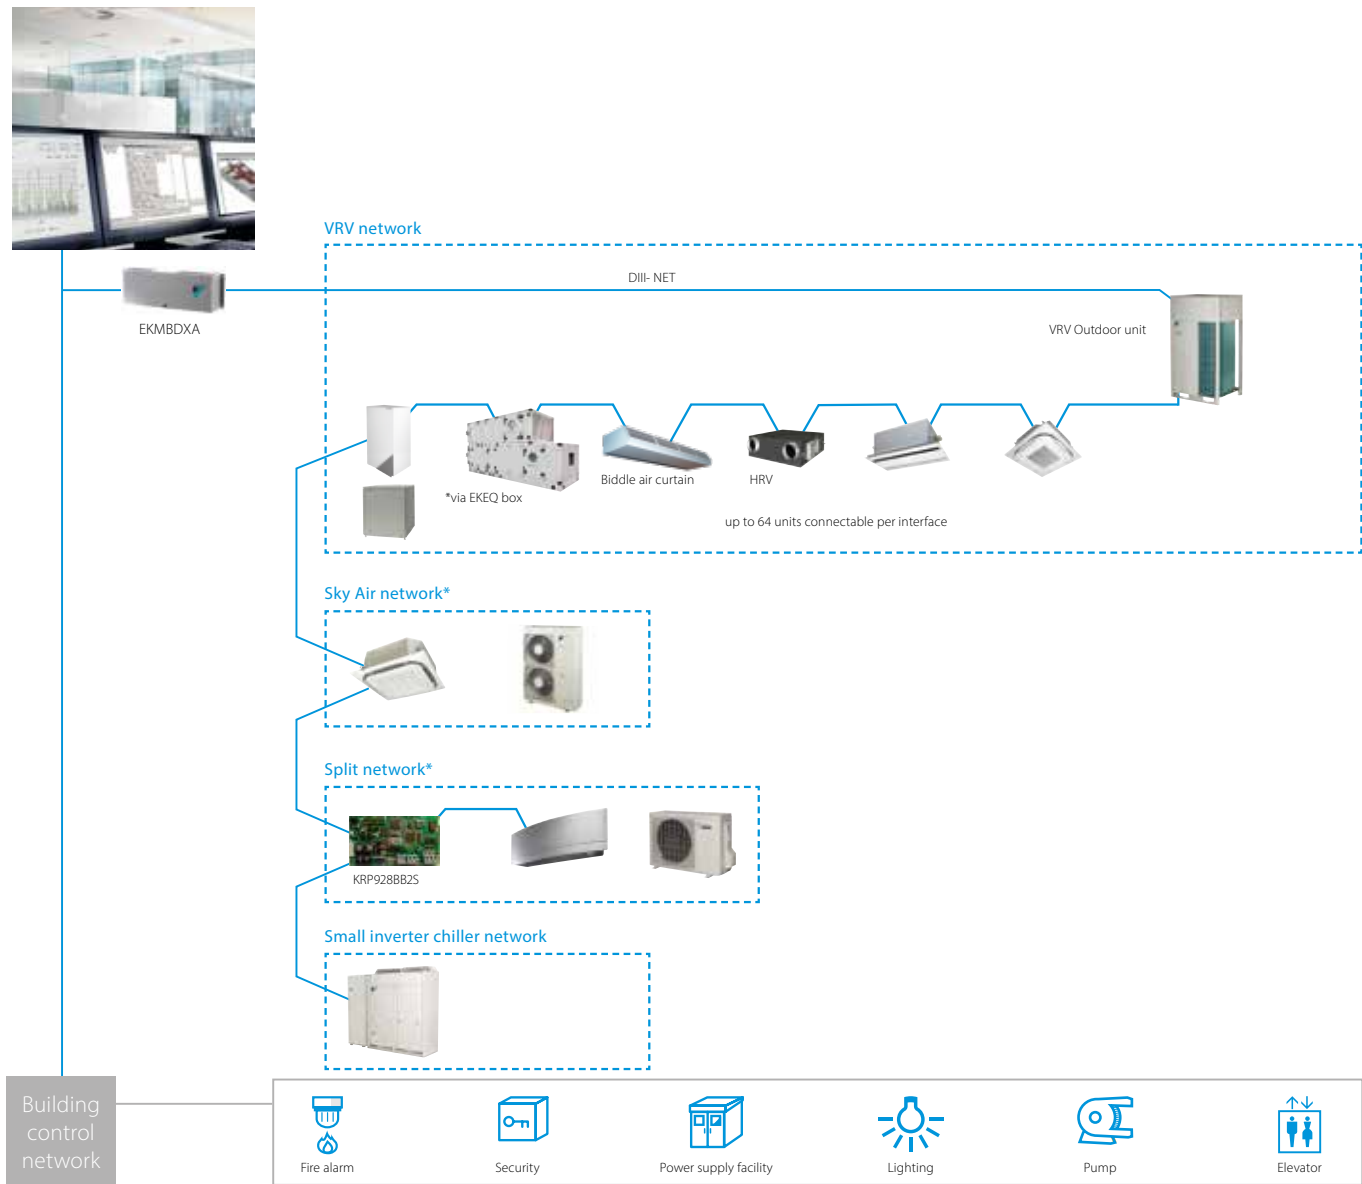 VRV network
DIII- NET
EKMBDXA
VRV Outdoor unit
Biddle air curtain
HRV
*via EKEQ box
up to 64 units connectable per interface
Sky Air network*
Split network*
KRP928BB2S
Small inverter chiller network
Building
control
network
Fire alarm
Security
Power supply facility
Lighting
Pump
Elevator